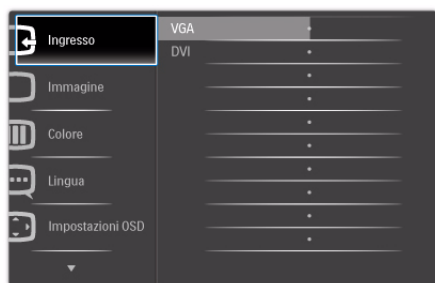 Ingresso
VGA
DVI
Immagine
Colore
Lingua
Impostazioni OSD